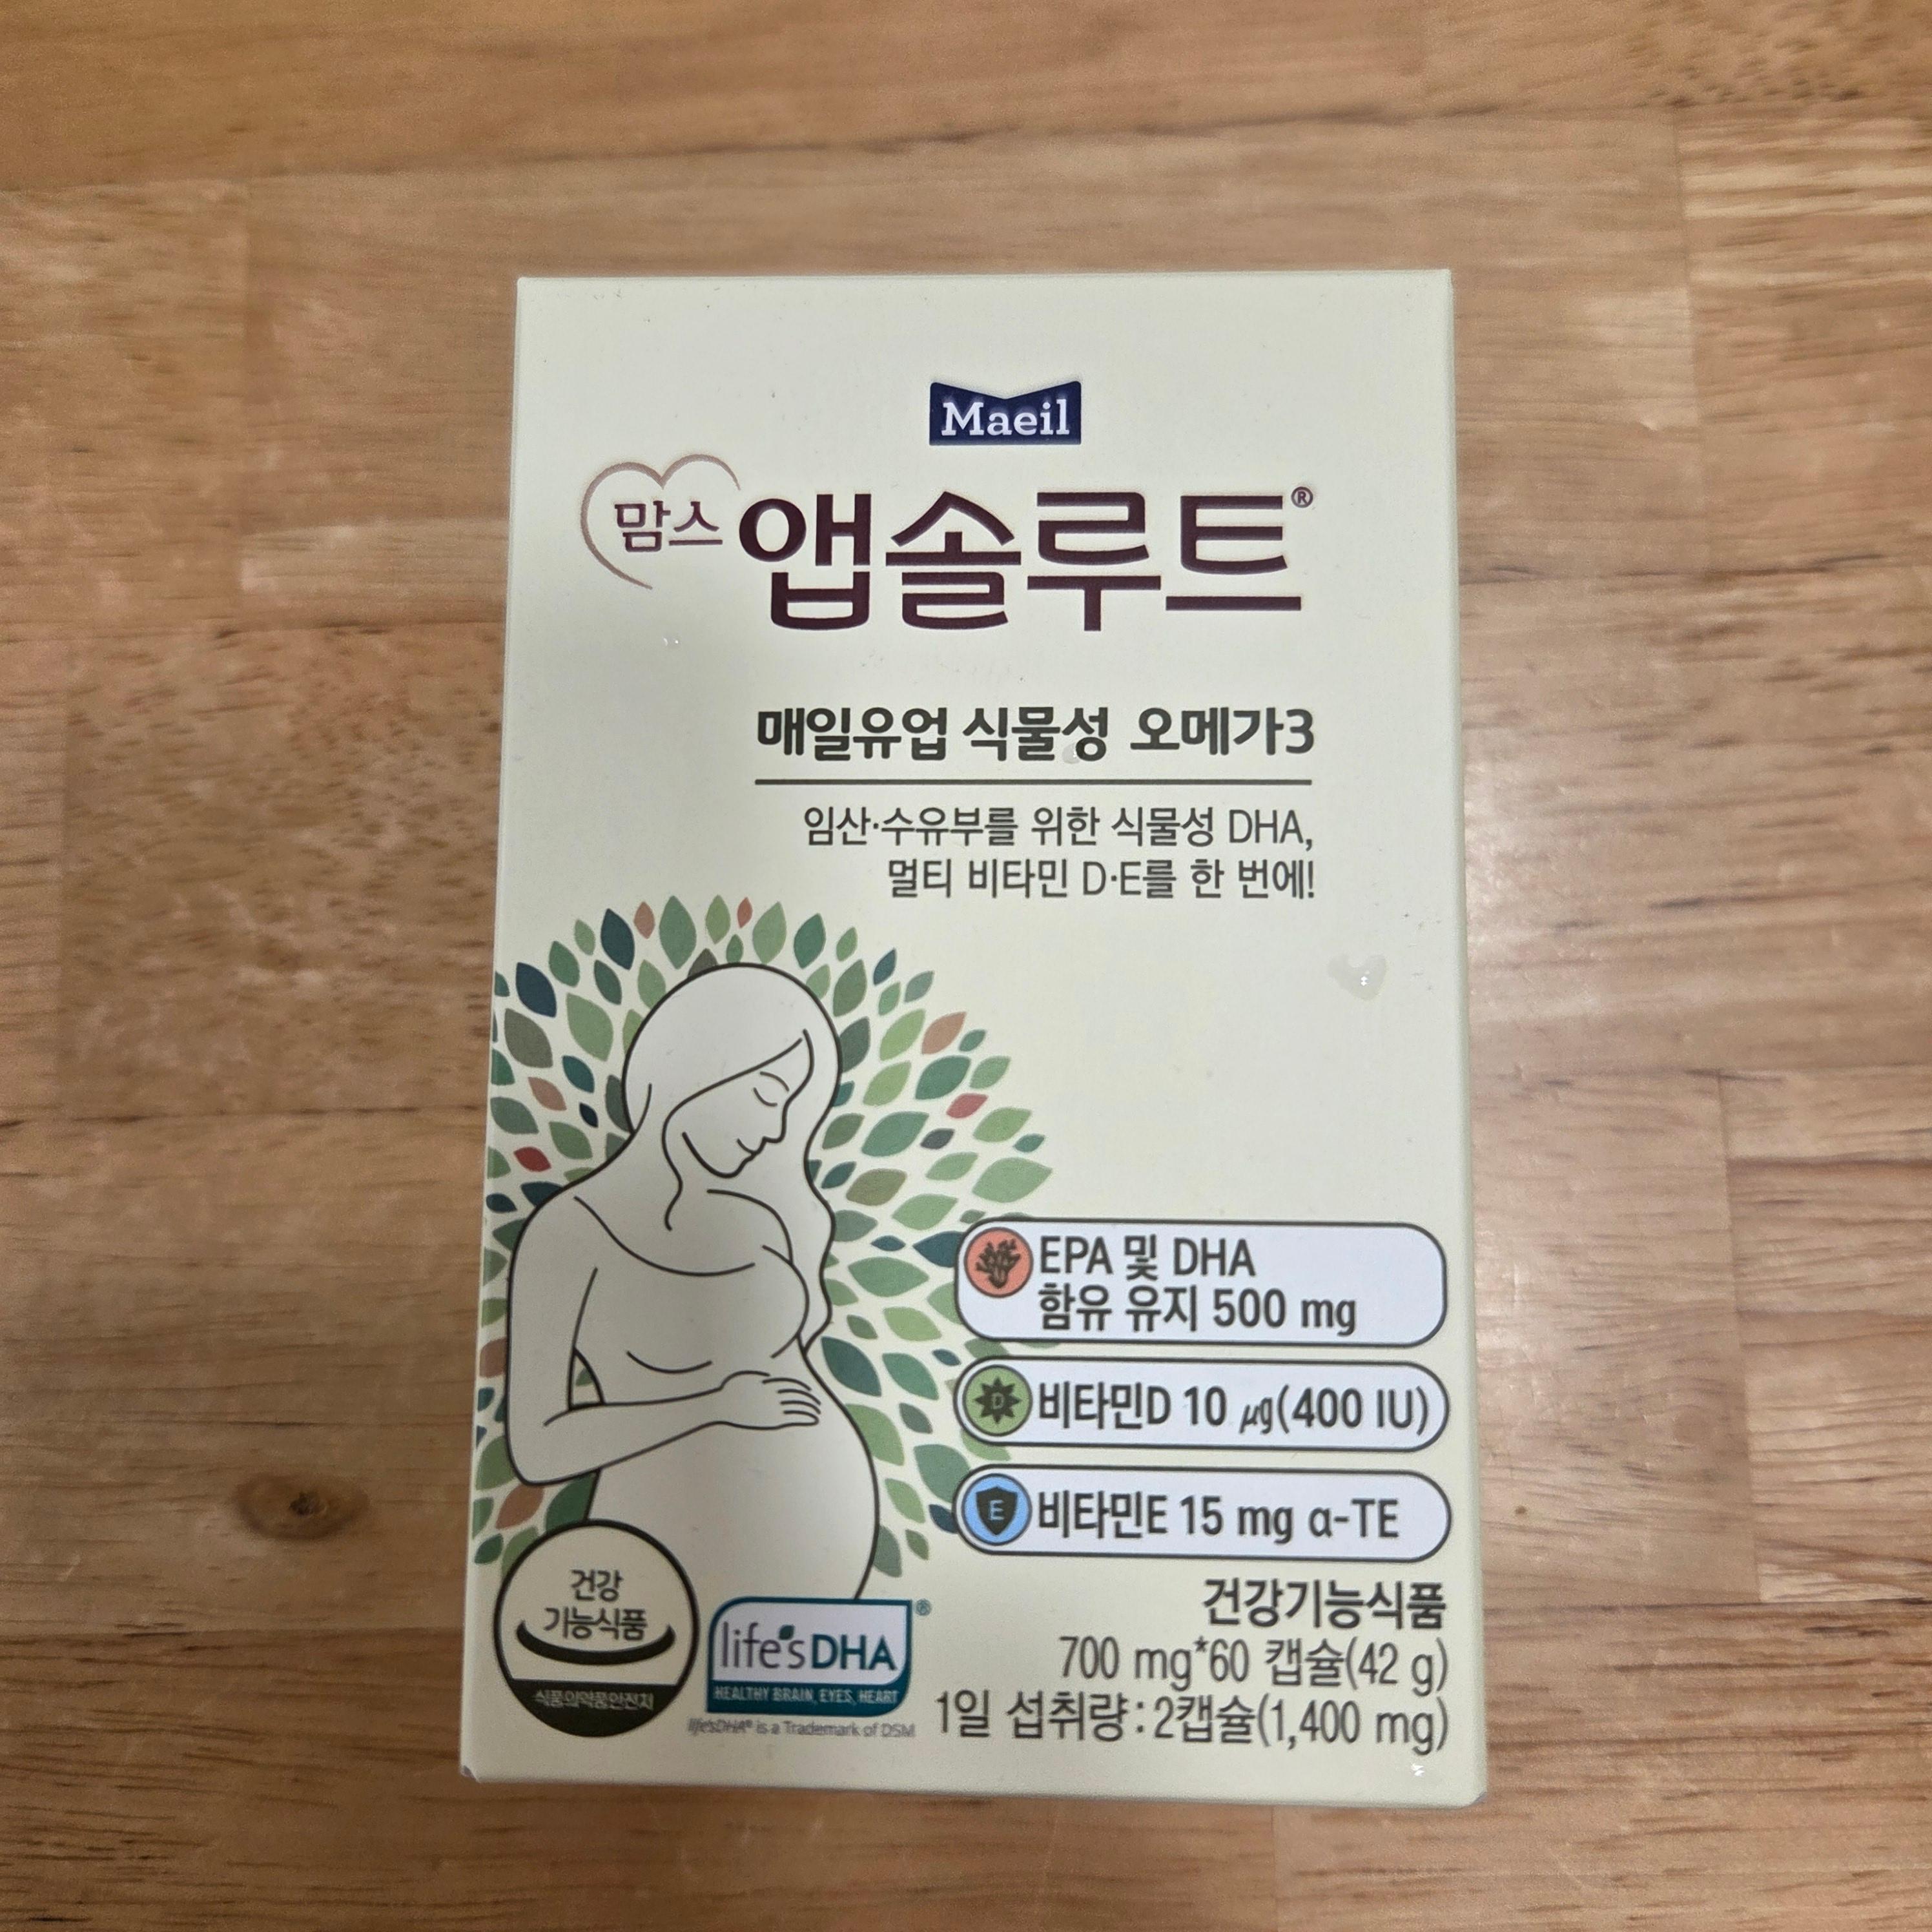 Maeil
맘스 앱솔루트®
매일유업 식물성 오메가3
임산·수유부를 위한 식물성 DHA,
멀티 비타민 D·E를 한 번에!
EPA 및 DHA
함유 유지 500 mg
D
비타민D 10 μg(400 IU)
E
비타민E 15 mg α-TE
건강
기능식품
식품의약품안전처
life'sDHA®
HEALTHY BRAIN, EYES, HEART
life'sDHA® is a Trademark of DSM
건강기능식품
700 mg*60 캡슐(42 g)
1일 섭취량:2캡슐(1,400 mg)